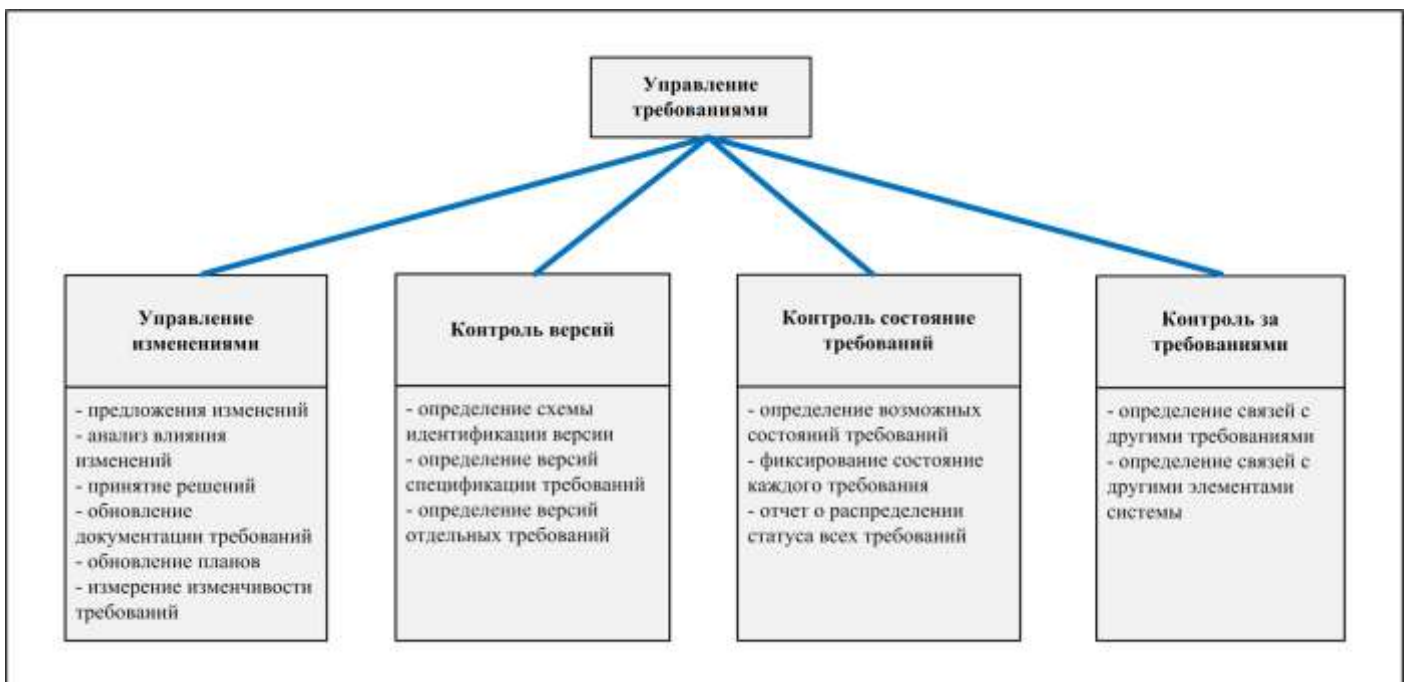 Управление
требованиями
Управление
изменениями
- предложения изменений
- анализ влияния
изменений
- принятие решений
- обновление
документации требований
- обновление планов
- измерение изменчивости
требований
Контроль версий
- определение схемы
идентификации версии
- определение версий
спецификации требований
- определение версий
отдельных требований
Контроль состояние
требований
- определение возможных
состояний требований
- фиксирование состояние
каждого требования
- отчет о распределении
статуса всех требований
Контроль за
требованиями
- определение связей с
другими требованиями
- определение связей с
другими элементами
системы